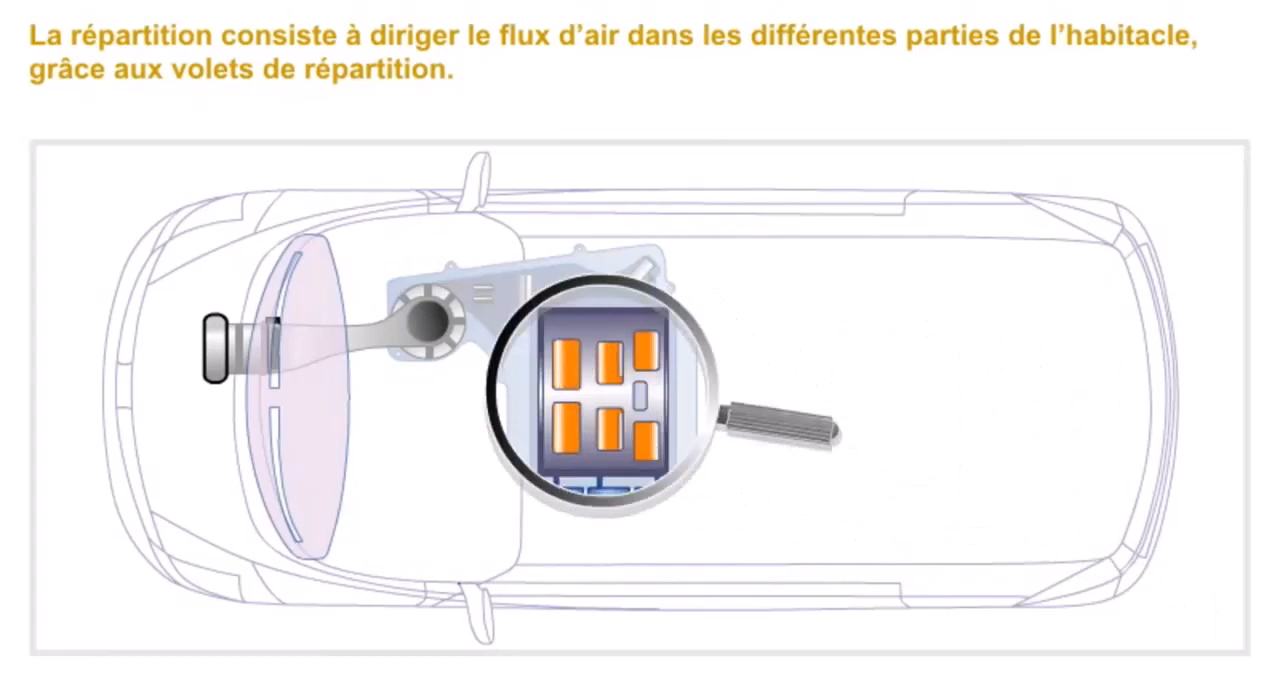 La répartition consiste à diriger le flux d’air dans les différentes parties de l’habitacle,
grâce aux volets de répartition.